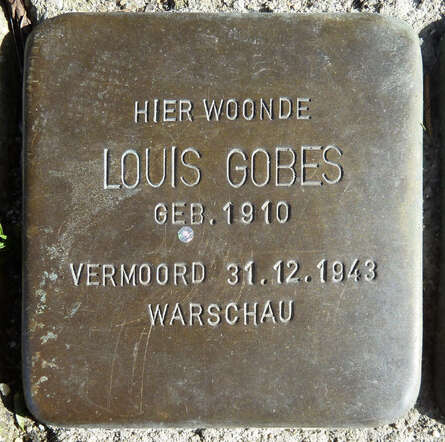 HIER WOONDE
LOUIS GOBES
GEB. 1910
VERMOORD 31.12.1943
WARSCHAU